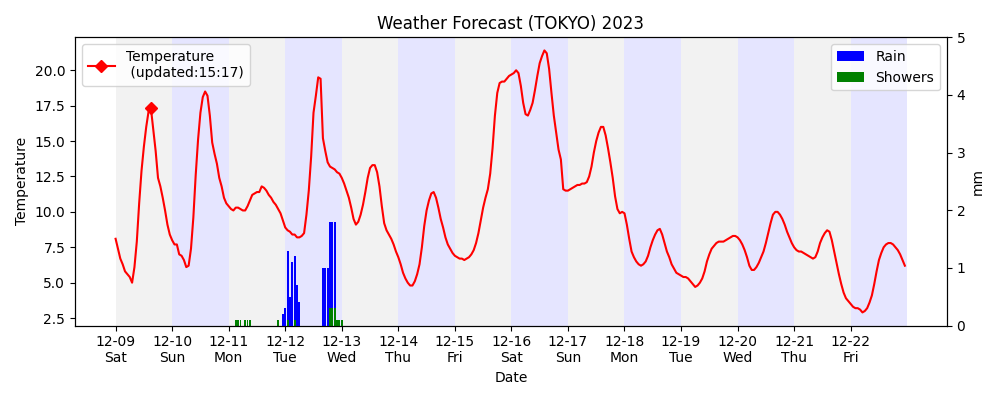 Weather Forecast (TOKYO) 2023
Temperature
(updated:15:17)
Rain
Showers
Temperature
20.0
17.5
15.0
12.5
10.0
7.5
5.0
2.5
5
4
3
2
1
0
mm
12-09 12-10 12-11 12-12 12-13 12-14 12-15 12-16 12-17 12-18 12-19 12-20 12-21 12-22
Sat Sun Mon Tue Wed Thu Fri Sat Sun Mon Tue Wed Thu Fri
Date